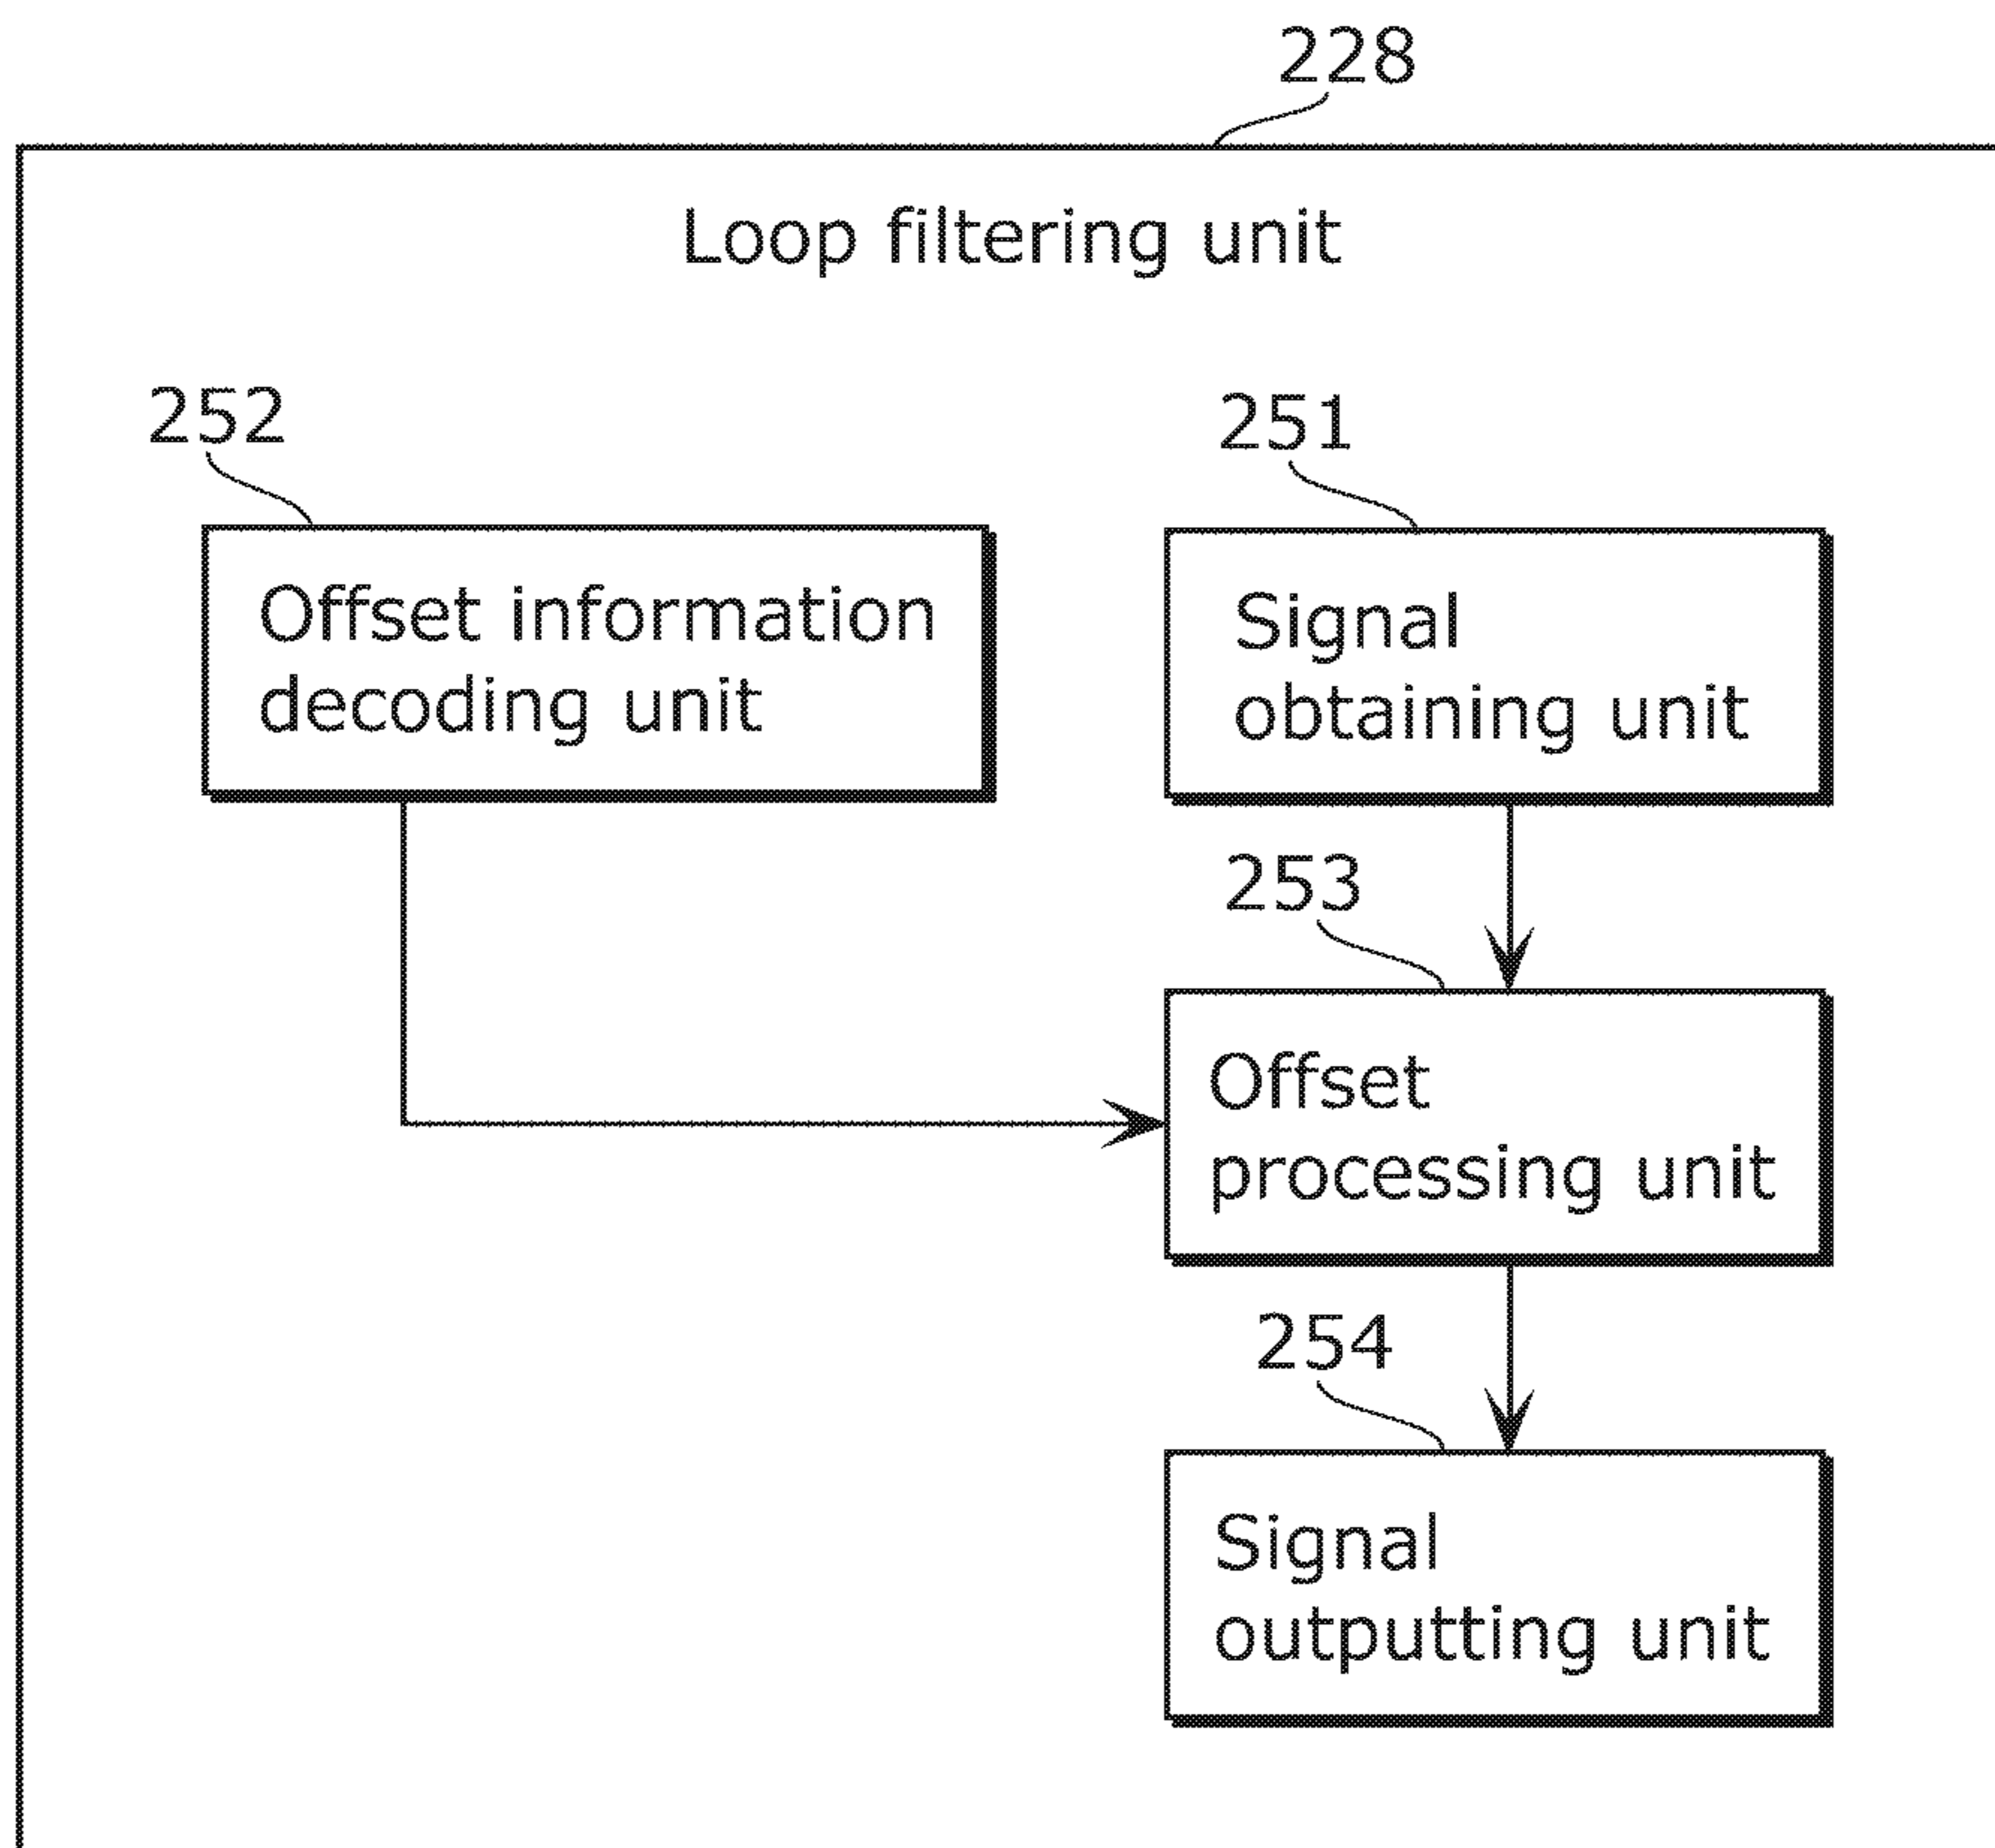 228
Loop filtering unit
252
251
Offset information
decoding unit
Signal
obtaining unit
253
Offset
processing unit
254
Signal
outputting unit